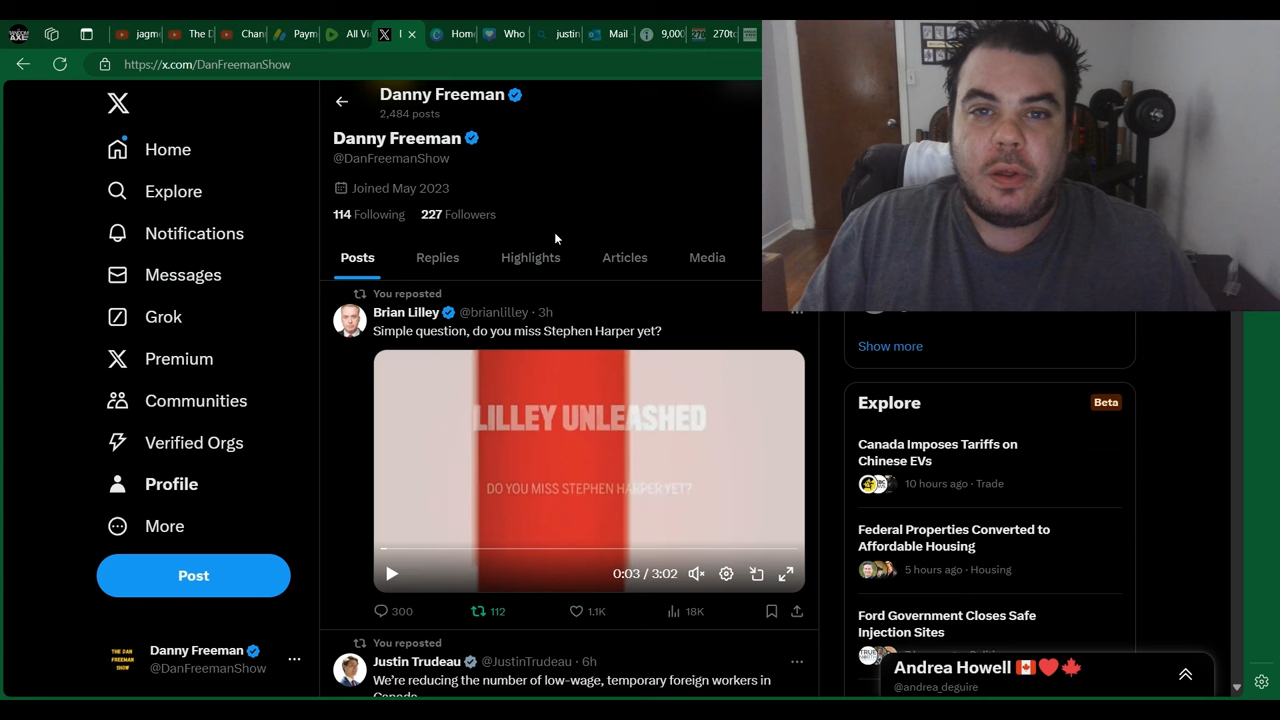 jagm
The D
Chan
Paym
All Vi
Hom
Who
justin
Mail
9,000
270to
https://x.com/DanFreemanShow
Danny Freeman
2,484 posts
Danny Freeman
@DanFreemanShow
Joined May 2023
114 Following 227 Followers
Posts Replies Highlights Articles Media
Home
Explore
Notifications
Messages
Grok
Premium
Communities
Verified Orgs
Profile
More
Post
Danny Freeman
@DanFreemanShow
THE DAN
FREEMAN
SHOW
You reposted
Brian Lilley @brianlilley · 3h
Simple question, do you miss Stephen Harper yet?
LILLEY UNLEASHED
DO YOU MISS STEPHEN HARPER YET?
0:03 / 3:02
300 112 1.1K 18K
You reposted
Justin Trudeau @JustinTrudeau · 6h
We're reducing the number of low-wage, temporary foreign workers in
Canada
Show more
Explore Beta
Canada Imposes Tariffs on
Chinese EVs
10 hours ago · Trade
Federal Properties Converted to
Affordable Housing
5 hours ago · Housing
Ford Government Closes Safe
Injection Sites
Andrea Howell
@andrea_deguire